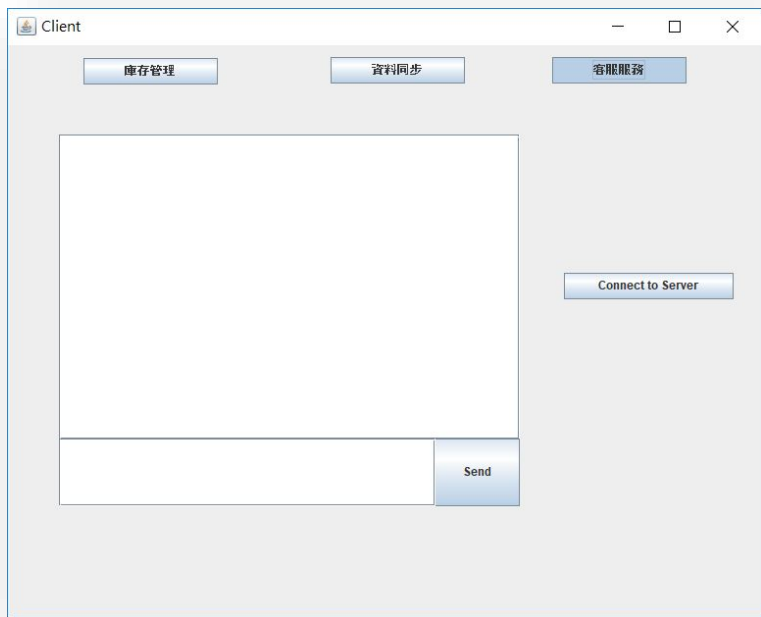 Client
庫存管理
資料同步
客服服務
Connect to Server
Send